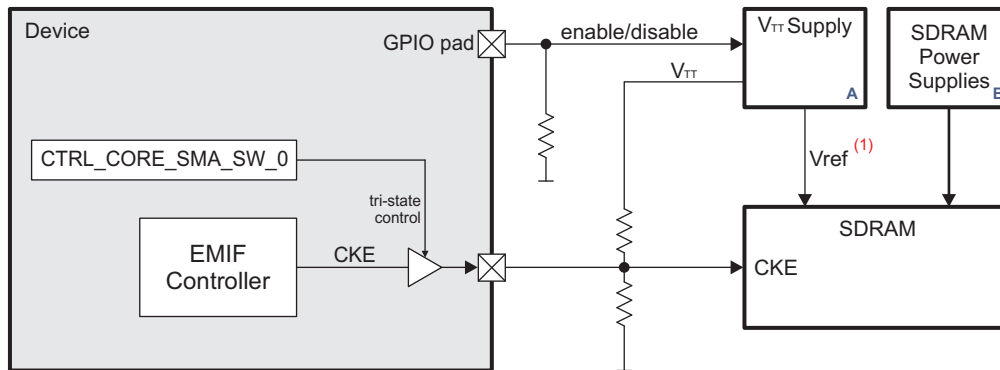 Device
GPIO pad
enable/disable
VTT Supply
A
SDRAM
Power
Supplies
VTT
Vref (1)
CTRL_CORE_SMA_SW_0
tri-state
control
EMIF
Controller
CKE
SDRAM
CKE